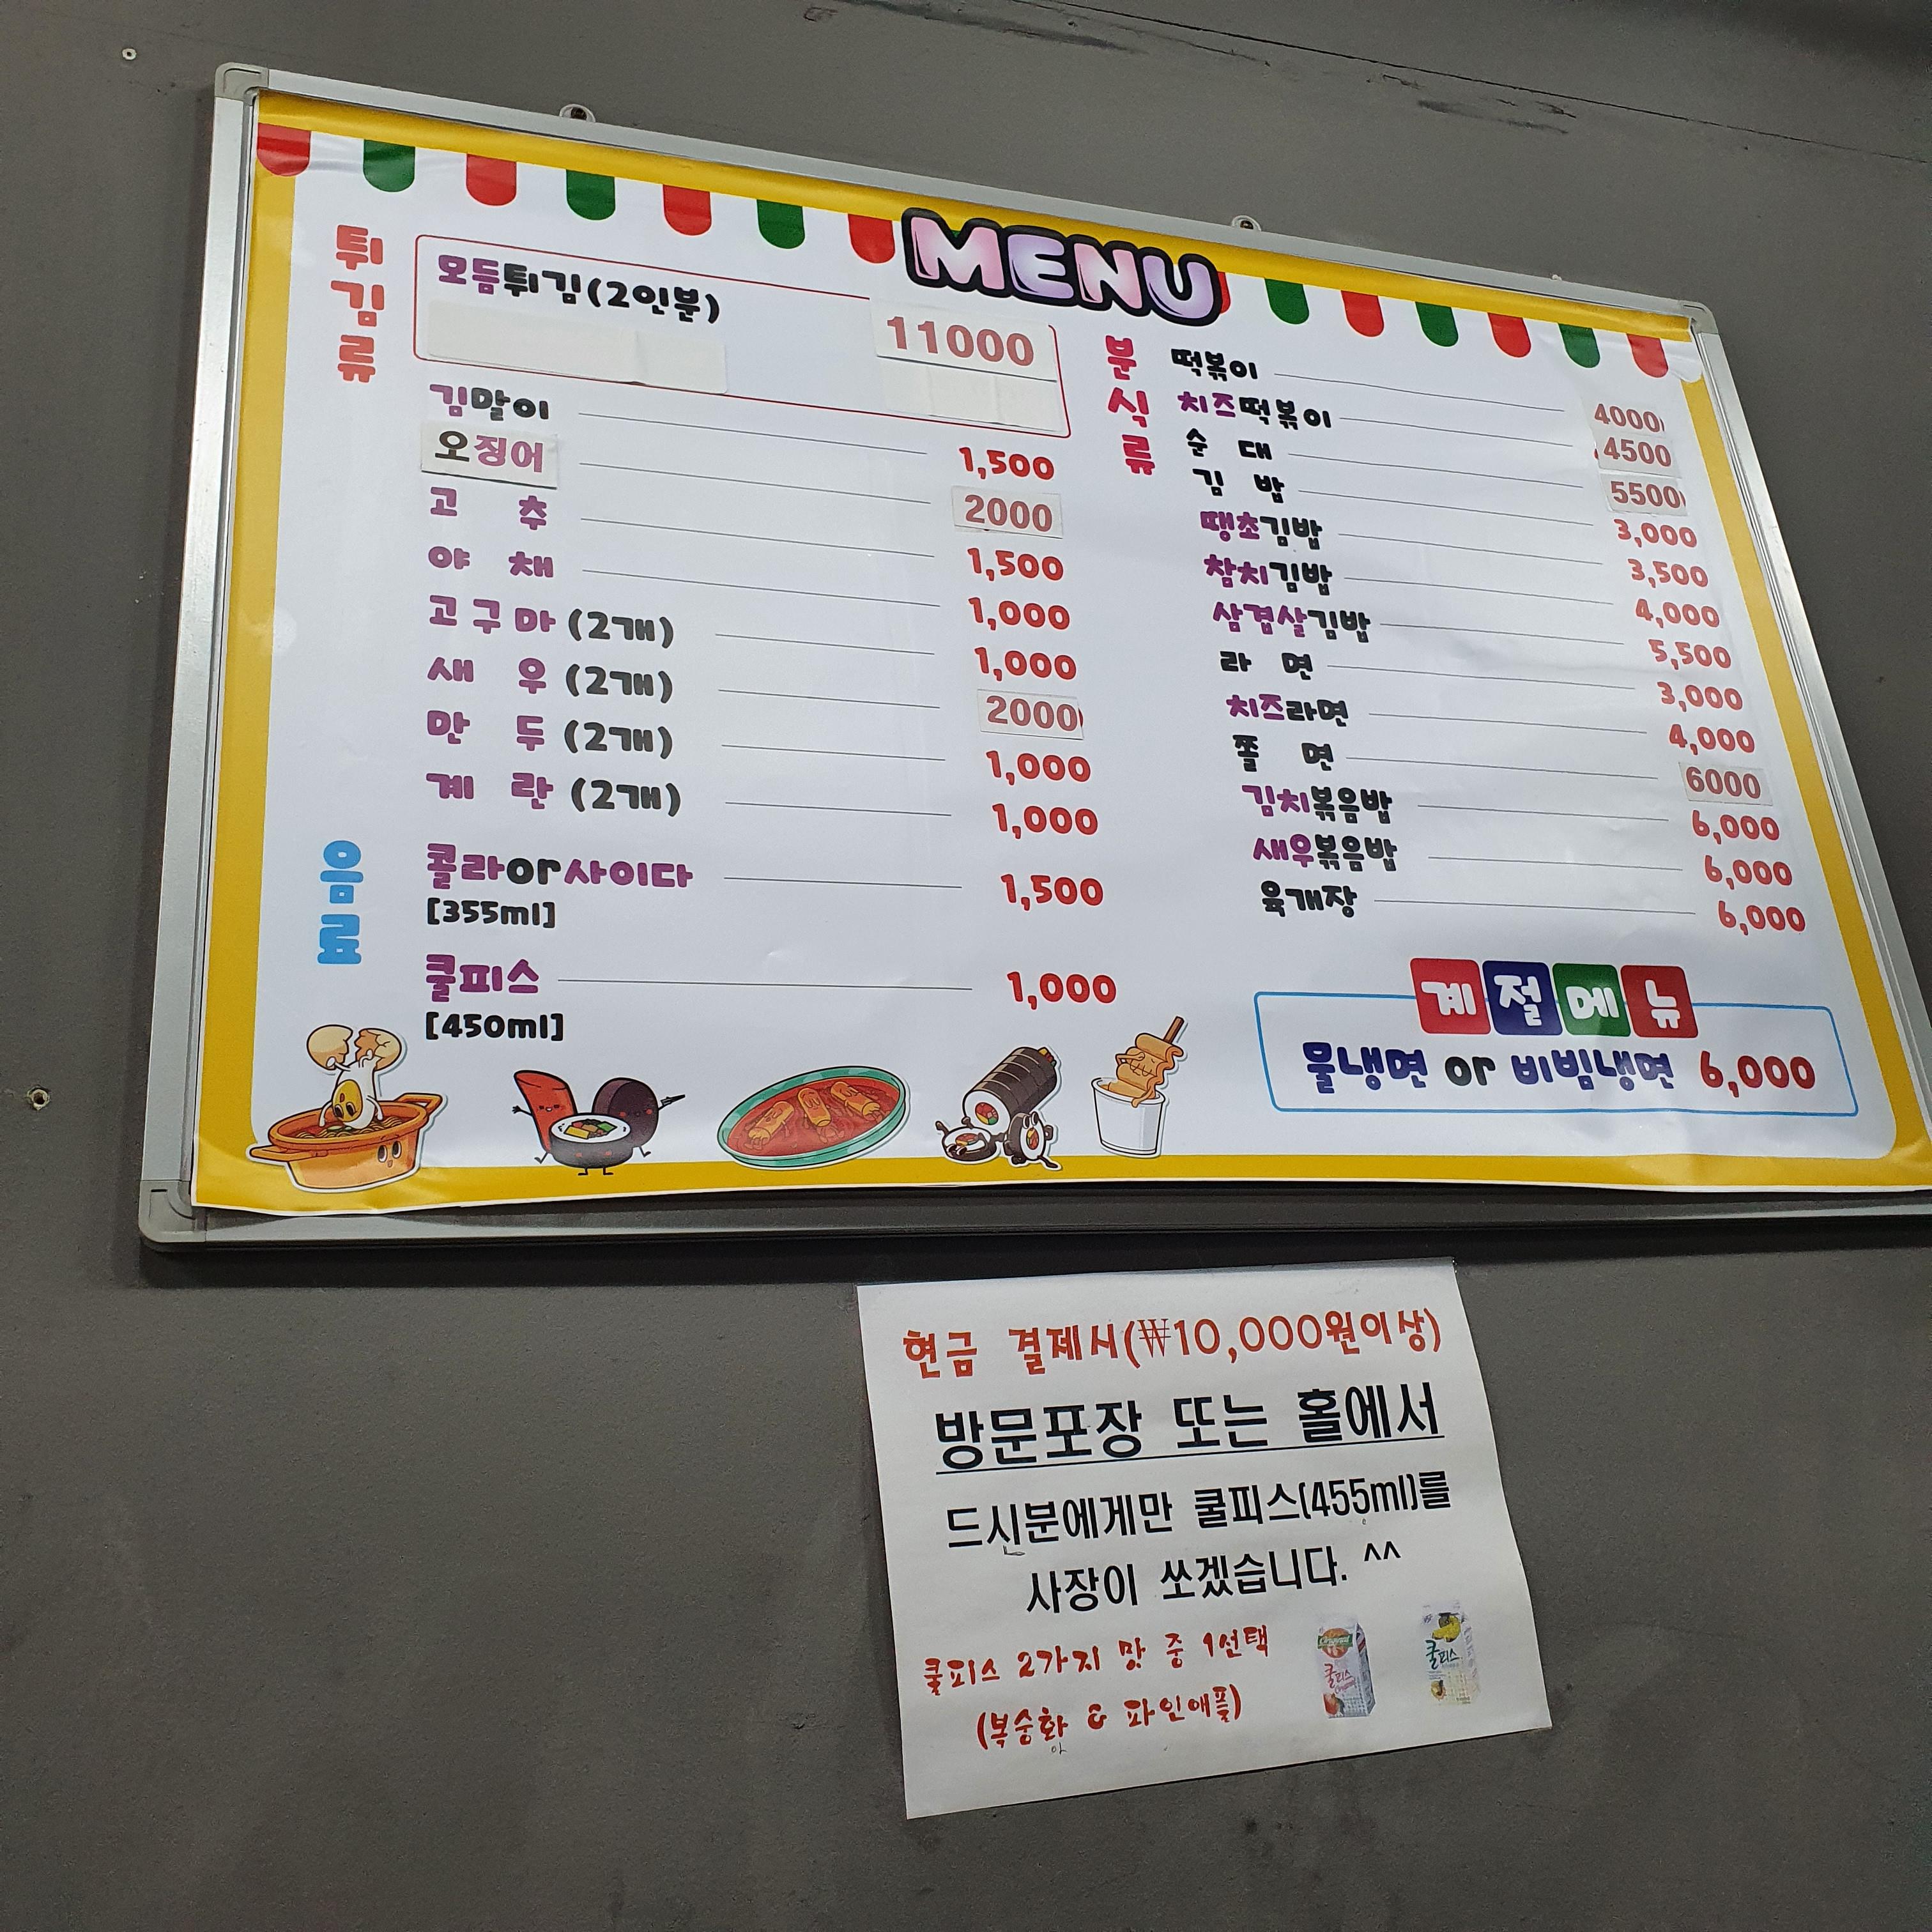 MENU
튀김류
모듬튀김(2인분) 11000
김말이 1,500
오징어 2000
고추 1,500
야채 1,000
고구마 (2개) 1,000
새우 (2개) 2000
만두 (2개) 1,000
계란 (2개) 1,000
음료
콜라or사이다 1,500
[355ml]
쿨피스 1,000
[450ml]
분식류
떡볶이 4000
치즈떡볶이 4500
순대 5500
김밥 3,000
땡초김밥 3,500
참치김밥 4,000
삼겹살김밥 5,500
라면 3,000
치즈라면 4,000
쫄면 6000
김치볶음밥 6,000
새우볶음밥 6,000
육개장 6,000
계절메뉴
물냉면 or 비빔냉면 6,000
현금 결제시(₩10,000원이상)
방문포장 또는 홀에서
드시분에게만 쿨피스(455ml)를
사장이 쏘겠습니다. ^^
쿨피스 2가지 맛 중 1선택
(복숭화 & 파인애플)
쿨피스
쿨피스